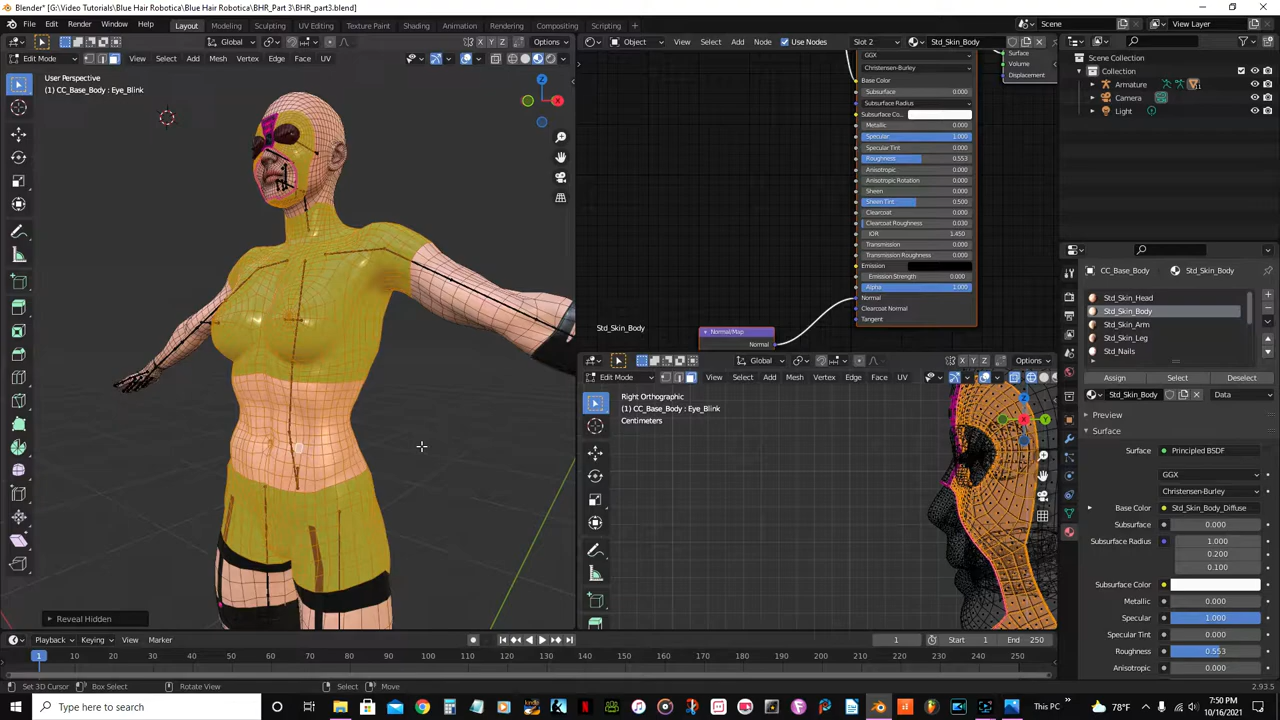 Blender* [G:\Video Tutorials\Blue Hair Robotica\BHR_Part 3\BHR_part3.blend]
File Edit Render Window Help Layout Modeling Sculpting UV Editing Texture Paint Shading Animation Rendering Compositing Scripting Scene View Layer
Global Options
Object View Select Add Node Use Nodes Slot 2 Std_Skin_Body
Edit Mode View Select Add Mesh Vertex Edge Face UV
User Perspective
(1) CC_Base_Body : Eye_Blink
Z
X
Reveal Hidden
GGX
Christensen-Burley
Base Color
Subsurface 0.000
Subsurface Radius
Subsurface Co...
Metallic 0.000
Specular 1.000
Specular Tint 0.000
Roughness 0.553
Anisotropic 0.000
Anisotropic Rotation 0.000
Sheen 0.000
Sheen Tint 0.500
Clearcoat 0.000
Clearcoat Roughness 0.030
IOR 1.450
Transmission 0.000
Transmission Roughness 0.000
Emission
Emission Strength 0.000
Alpha 1.000
Normal
Clearcoat Normal
Tangent
Surface
Volume
Displacement
Std_Skin_Body
Normal/Map
Normal
Global X Y Z Options
Edit Mode View Select Add Mesh Vertex Edge Face UV
Right Orthographic
(1) CC_Base_Body : Eye_Blink
Centimeters
Z
Y
Scene Collection
Collection
Armature
Camera
Light
CC_Base_Body Std_Skin_Body
Std_Skin_Head
Std_Skin_Body
Std_Skin_Arm
Std_Skin_Leg
Std_Nails
Assign Select Deselect
Std_Skin_Body Data
Preview
Surface
Surface Principled BSDF
GGX
Christensen-Burley
Base Color Std_Skin_Body_Diffuse
Subsurface 0.000
Subsurface Radius 1.000
0.200
0.100
Subsurface Color
Metallic 0.000
Specular 1.000
Specular Tint 0.000
Roughness 0.553
Anisotropic 0.000
Playback Keying View Marker 1 Start 1 End 250
1 10 20 30 40 50 60 70 80 90 100 110 120 130 140 150 160 170 180 190 200 210 220 230 240 250
Set 3D Cursor Box Select Rotate View Select Move 2.93.5
Type here to search This PC 78°F 7:50 PM
10/16/2021